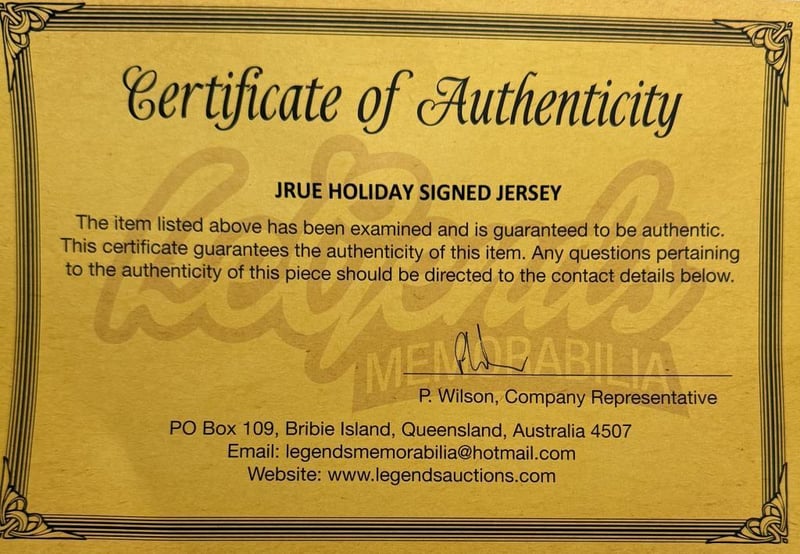 Certificate of Authenticity
JRUE HOLIDAY SIGNED JERSEY
The item listed above has been examined and is guaranteed to be authentic.
This certificate guarantees the authenticity of this item. Any questions pertaining
to the authenticity of this piece should be directed to the contact details below.
Legends
MEMORABILIA
P. Wilson, Company Representative
PO Box 109, Bribie Island, Queensland, Australia 4507
Email: legendsmemorabilia@hotmail.com
Website: www.legendsauctions.com